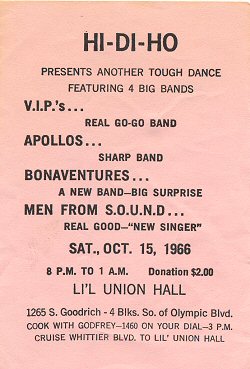 HI-DI-HO
PRESENTS ANOTHER TOUGH DANCE
FEATURING 4 BIG BANDS
V.I.P.'s...
REAL GO-GO BAND
APOLLOS...
SHARP BAND
BONAVENTURES...
A NEW BAND—BIG SURPRISE
MEN FROM S.O.U.N.D...
REAL GOOD—"NEW SINGER"
SAT., OCT. 15, 1966
8 P.M. TO 1 A.M. Donation $2.00
LI'L UNION HALL
1265 S. Goodrich - 4 Blks. So. of Olympic Blvd.
COOK WITH GODFREY—1460 ON YOUR DIAL—3 P.M.
CRUISE WHITTIER BLVD. TO LIL' UNION HALL